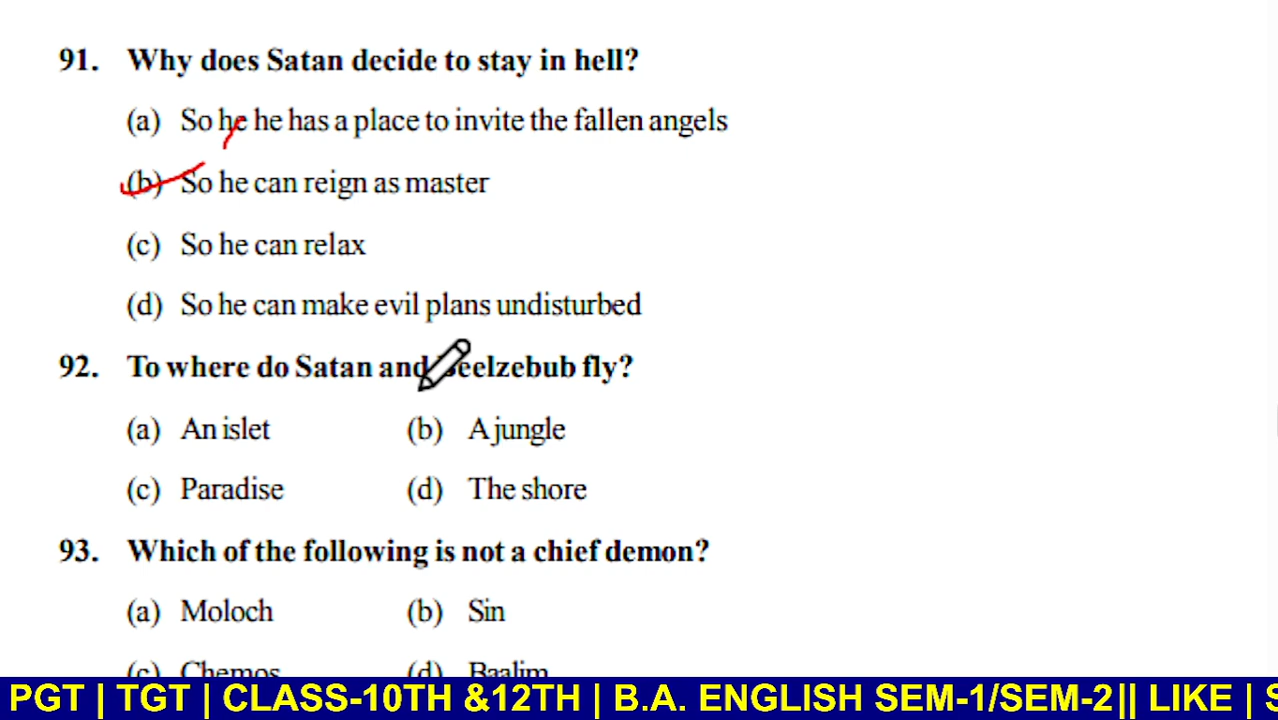 91. Why does Satan decide to stay in hell?
(a) So he he has a place to invite the fallen angels
(b) So he can reign as master
(c) So he can relax
(d) So he can make evil plans undisturbed
92. To where do Satan and Beelzebub fly?
(a) An islet (b) A jungle
(c) Paradise (d) The shore
93. Which of the following is not a chief demon?
(a) Moloch (b) Sin
(c) Chemos (d) Baalim
PGT | TGT | CLASS-10TH &12TH | B.A. ENGLISH SEM-1/SEM-2|| LIKE | S